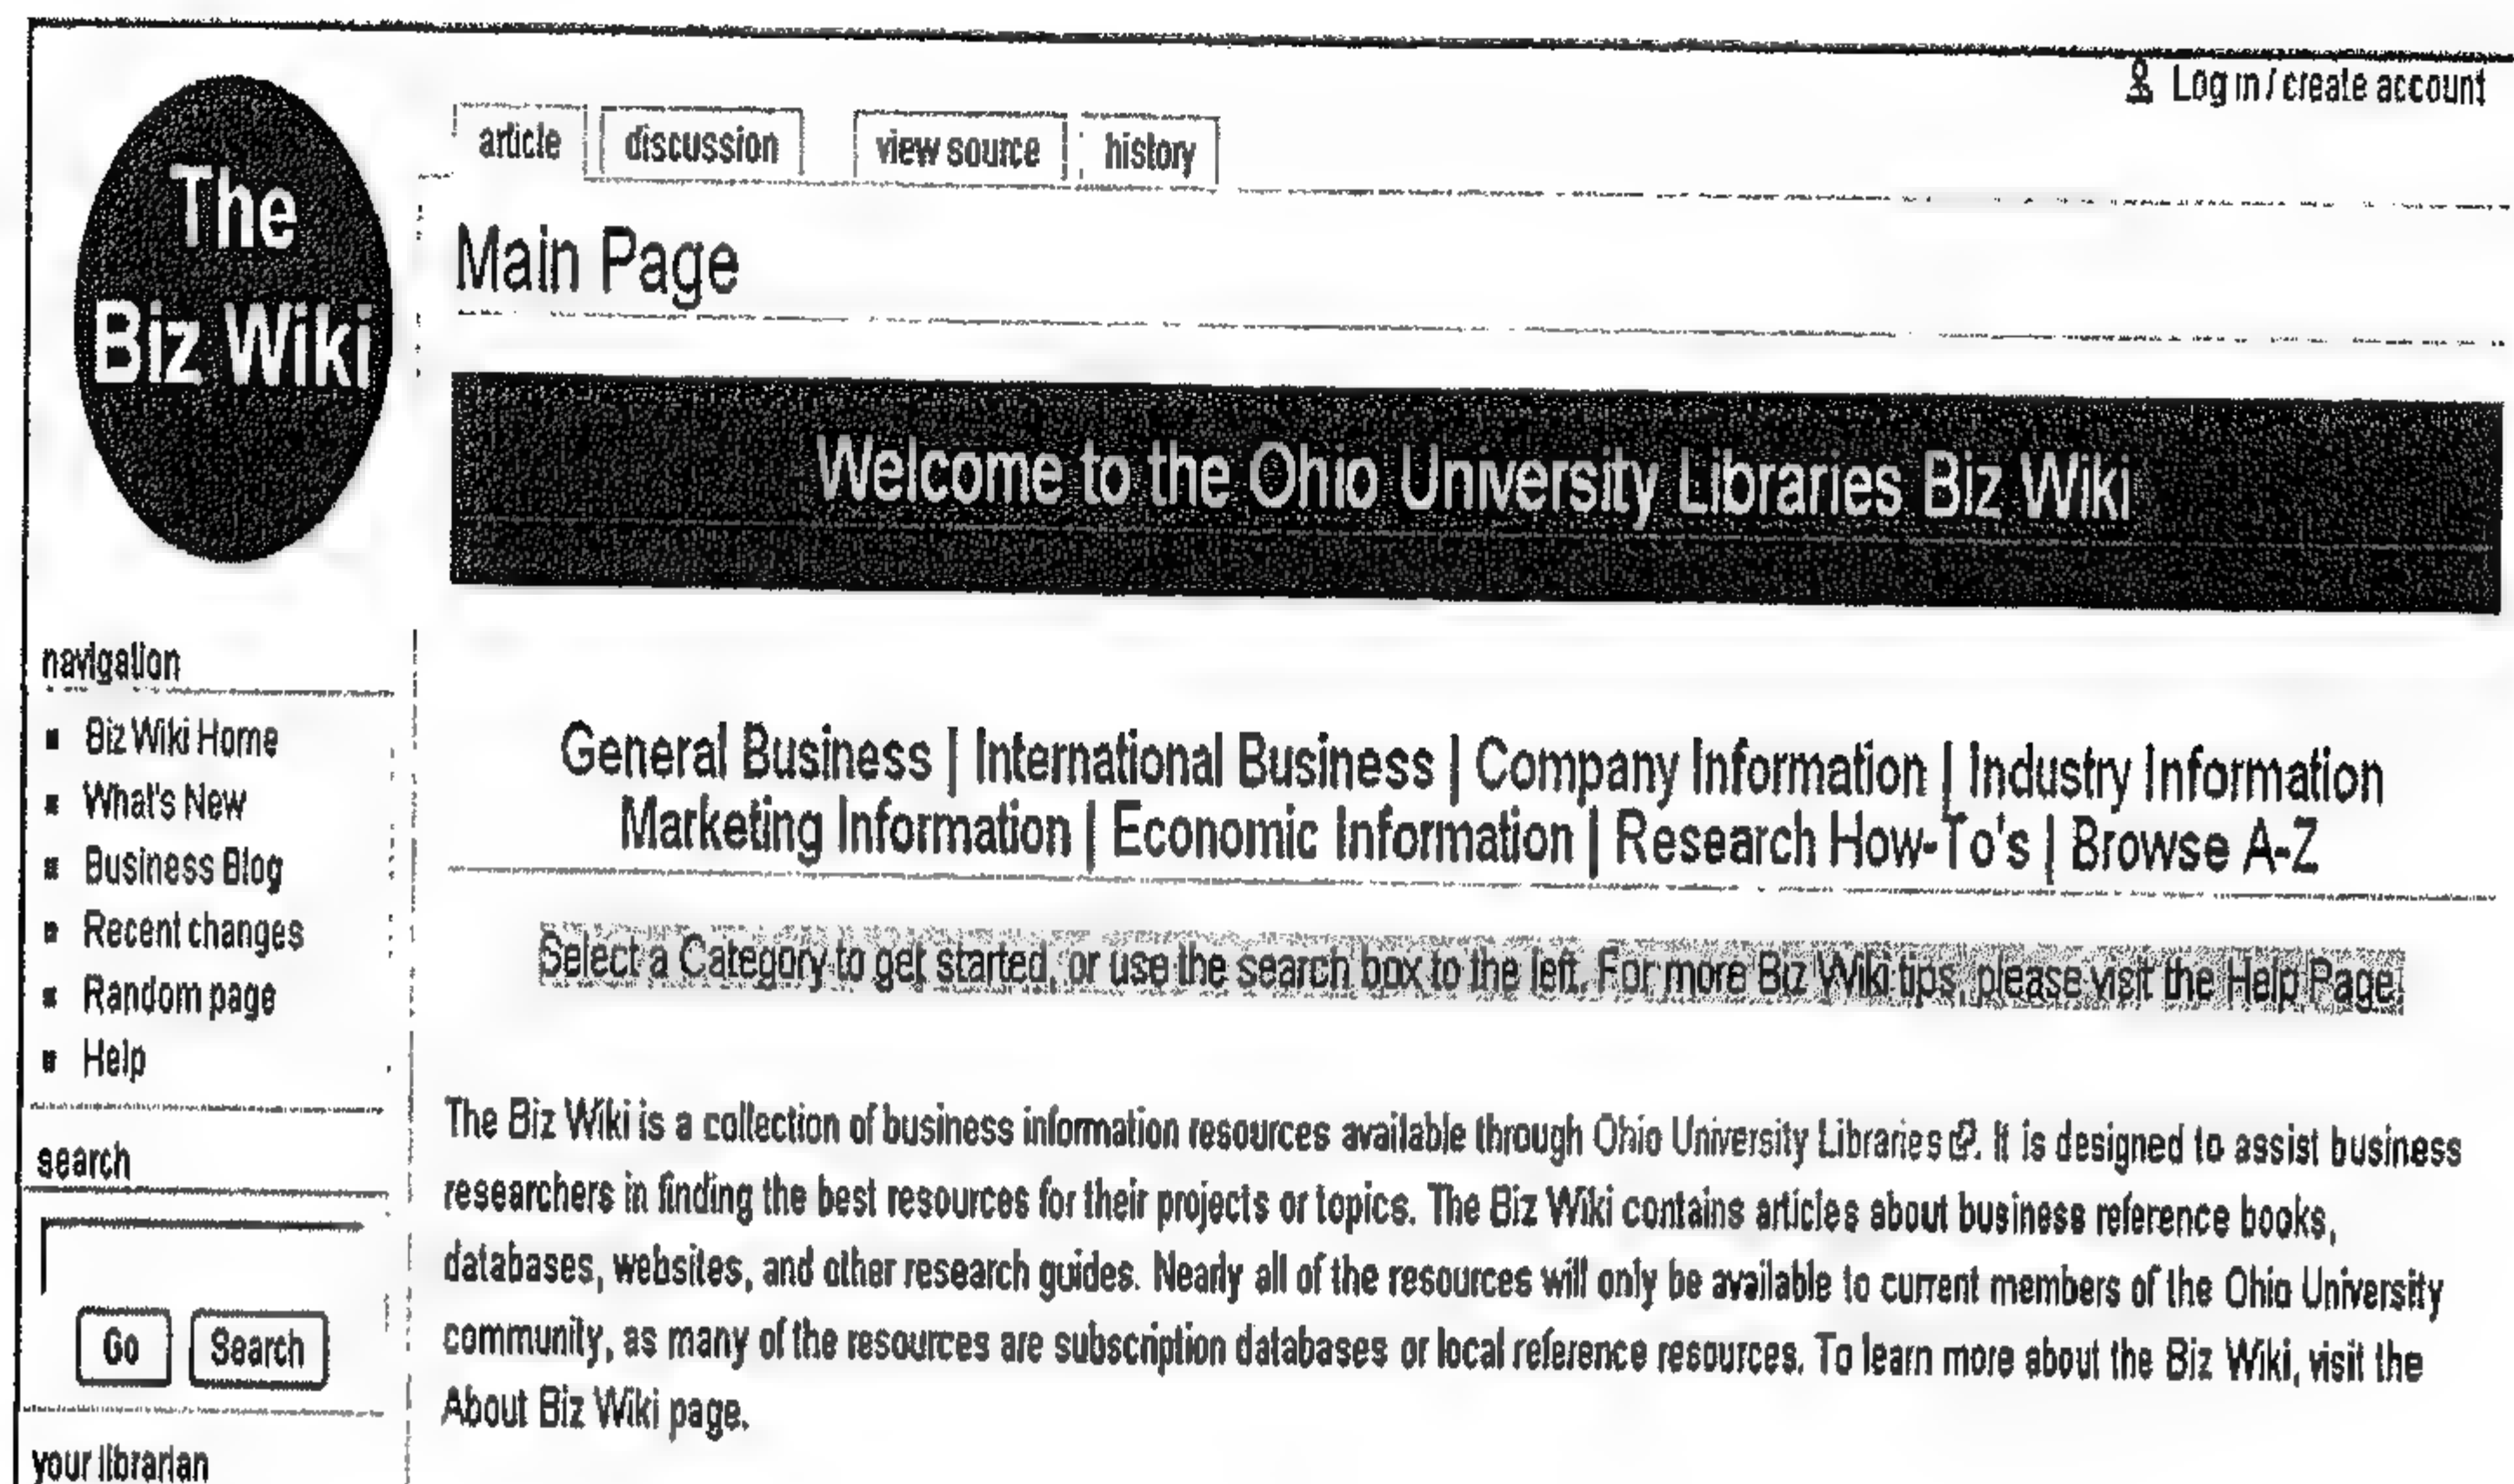 Log in / create account
The
Biz Wiki
article discussion view source history
Main Page
Welcome to the Ohio University Libraries Biz Wiki
navigation
Biz Wiki Home
What's New
Business Blog
Recent changes
Random page
Help
search
Go Search
your librarian
General Business | International Business | Company Information | Industry Information
Marketing Information | Economic Information | Research How-To's | Browse A-Z
Select a Category to get started, or use the search box to the left. For more Biz Wiki tips, please visit the Help Page.
The Biz Wiki is a collection of business information resources available through Ohio University Libraries. It is designed to assist business
researchers in finding the best resources for their projects or topics. The Biz Wiki contains articles about business reference books,
databases, websites, and other research guides. Nearly all of the resources will only be available to current members of the Ohio University
community, as many of the resources are subscription databases or local reference resources. To learn more about the Biz Wiki, visit the
About Biz Wiki page.